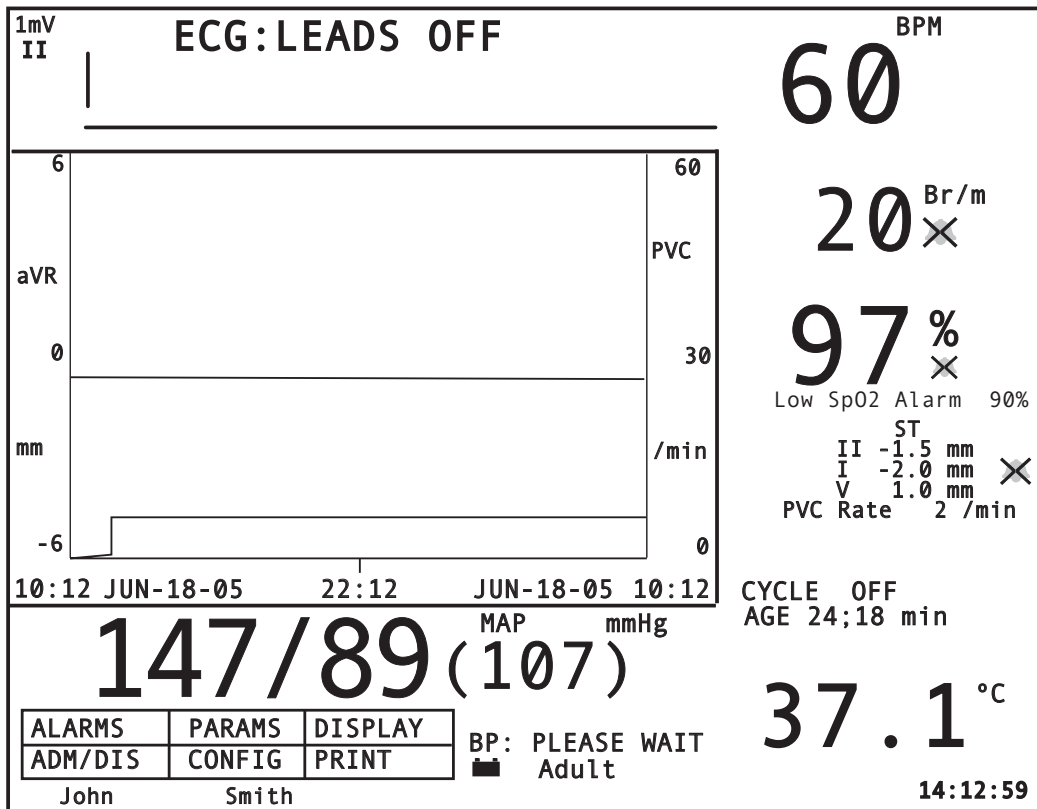 1mV
II
ECG:LEADS OFF
BPM
60
6
60
aVR
PVC
0
30
mm
/min
-6
0
10:12 JUN-18-05 22:12 JUN-18-05 10:12
20 Br/m
97 %
Low SpO2 Alarm 90%
ST
II -1.5 mm
I -2.0 mm
V 1.0 mm
PVC Rate 2 /min
CYCLE OFF
AGE 24;18 min
147/89 (107) MAP mmHg
37.1 °C
ALARMS PARAMS DISPLAY
ADM/DIS CONFIG PRINT
BP: PLEASE WAIT
Adult
John Smith
14:12:59